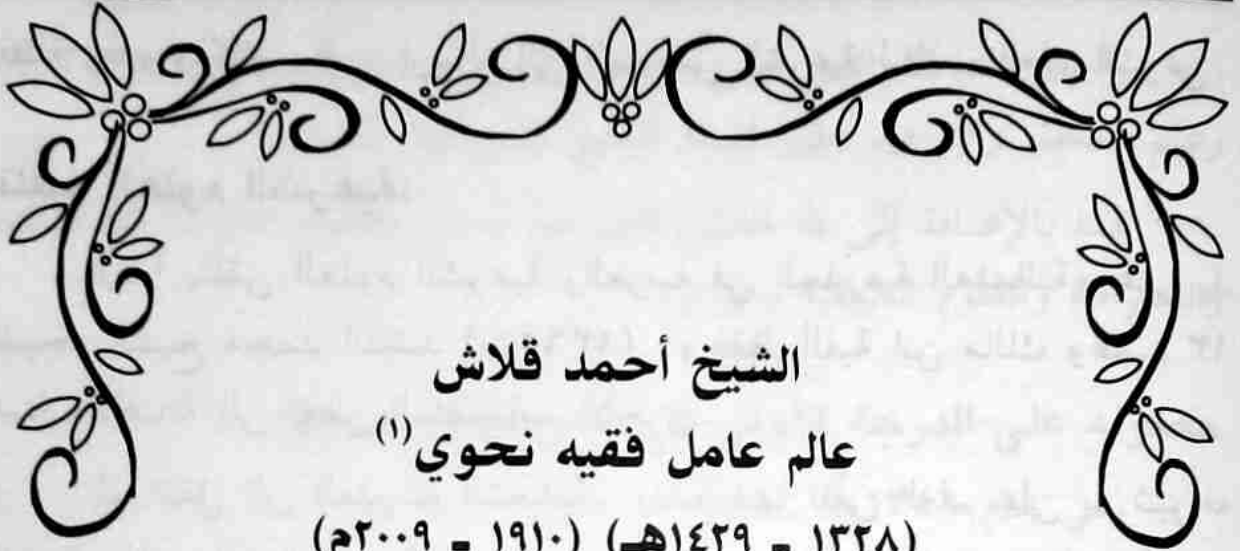 الشيخ أحمد قلاش
عالم عامل فقيه نحوي(١)
(١٣٢٨ - ١٤٢٩هـ) (١٩١٠ - ٢٠٠٩م)